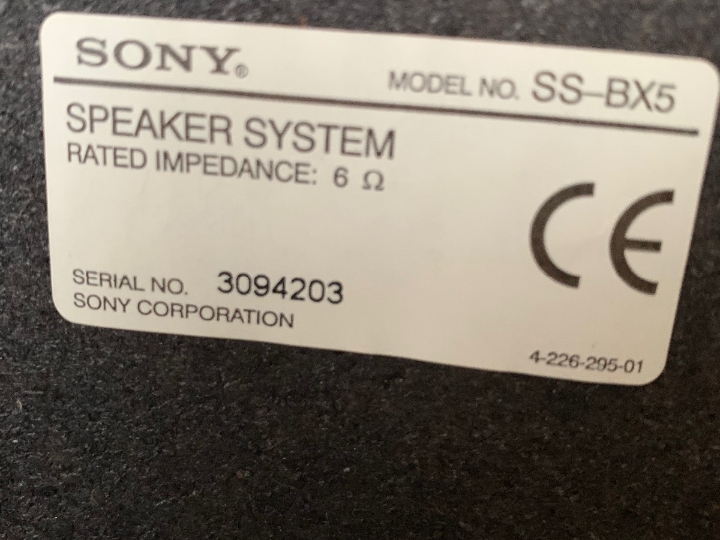 SONY®
MODEL NO. SS-BX5
SPEAKER SYSTEM
RATED IMPEDANCE: 6 Ω
CE
SERIAL NO. 3094203
SONY CORPORATION
4-226-295-01